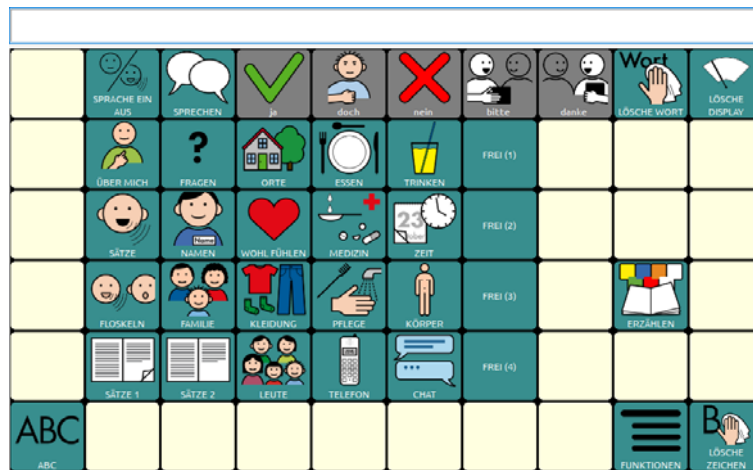 Wort
SPRACHE EIN
AUS
SPRECHEN
ja
doch
nein
bitte
danke
LÖSCHE WORT
LÖSCHE
DISPLAY
?
ÜBER MICH
FRAGEN
ORTE
ESSEN
TRINKEN
FREI (1)
Name
23
SÄTZE
NAMEN
WOHL FÜHLEN
MEDIZIN
ZEIT
FREI (2)
FLOSKELN
FAMILIE
KLEIDUNG
PFLEGE
KÖRPER
FREI (3)
ERZÄHLEN
SÄTZE 1
SÄTZE 2
LEUTE
TELEFON
CHAT
FREI (4)
ABC
ABC
FUNKTIONEN
B
LÖSCHE
ZEICHEN